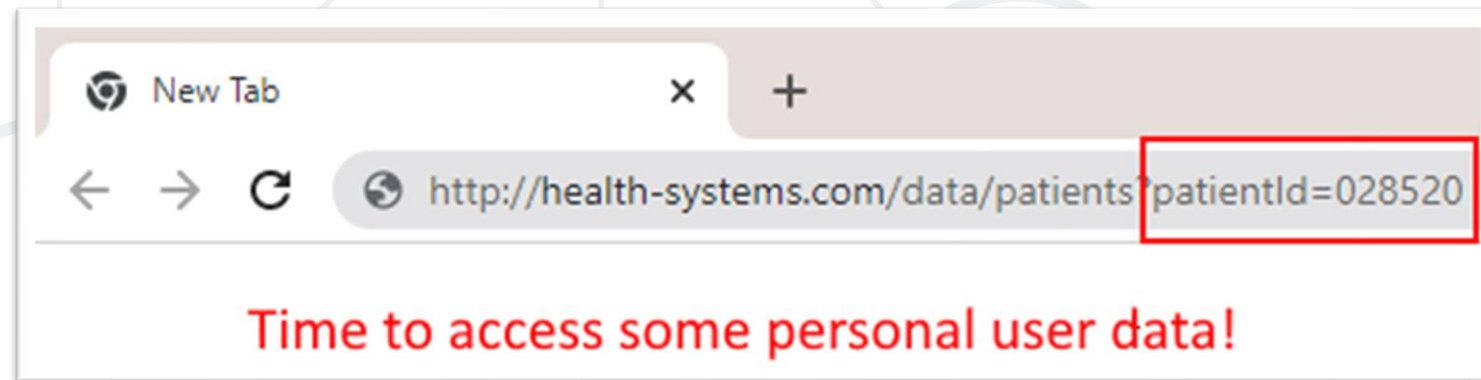 New Tab
http://health-systems.com/data/patients?patientId=028520
Time to access some personal user data!